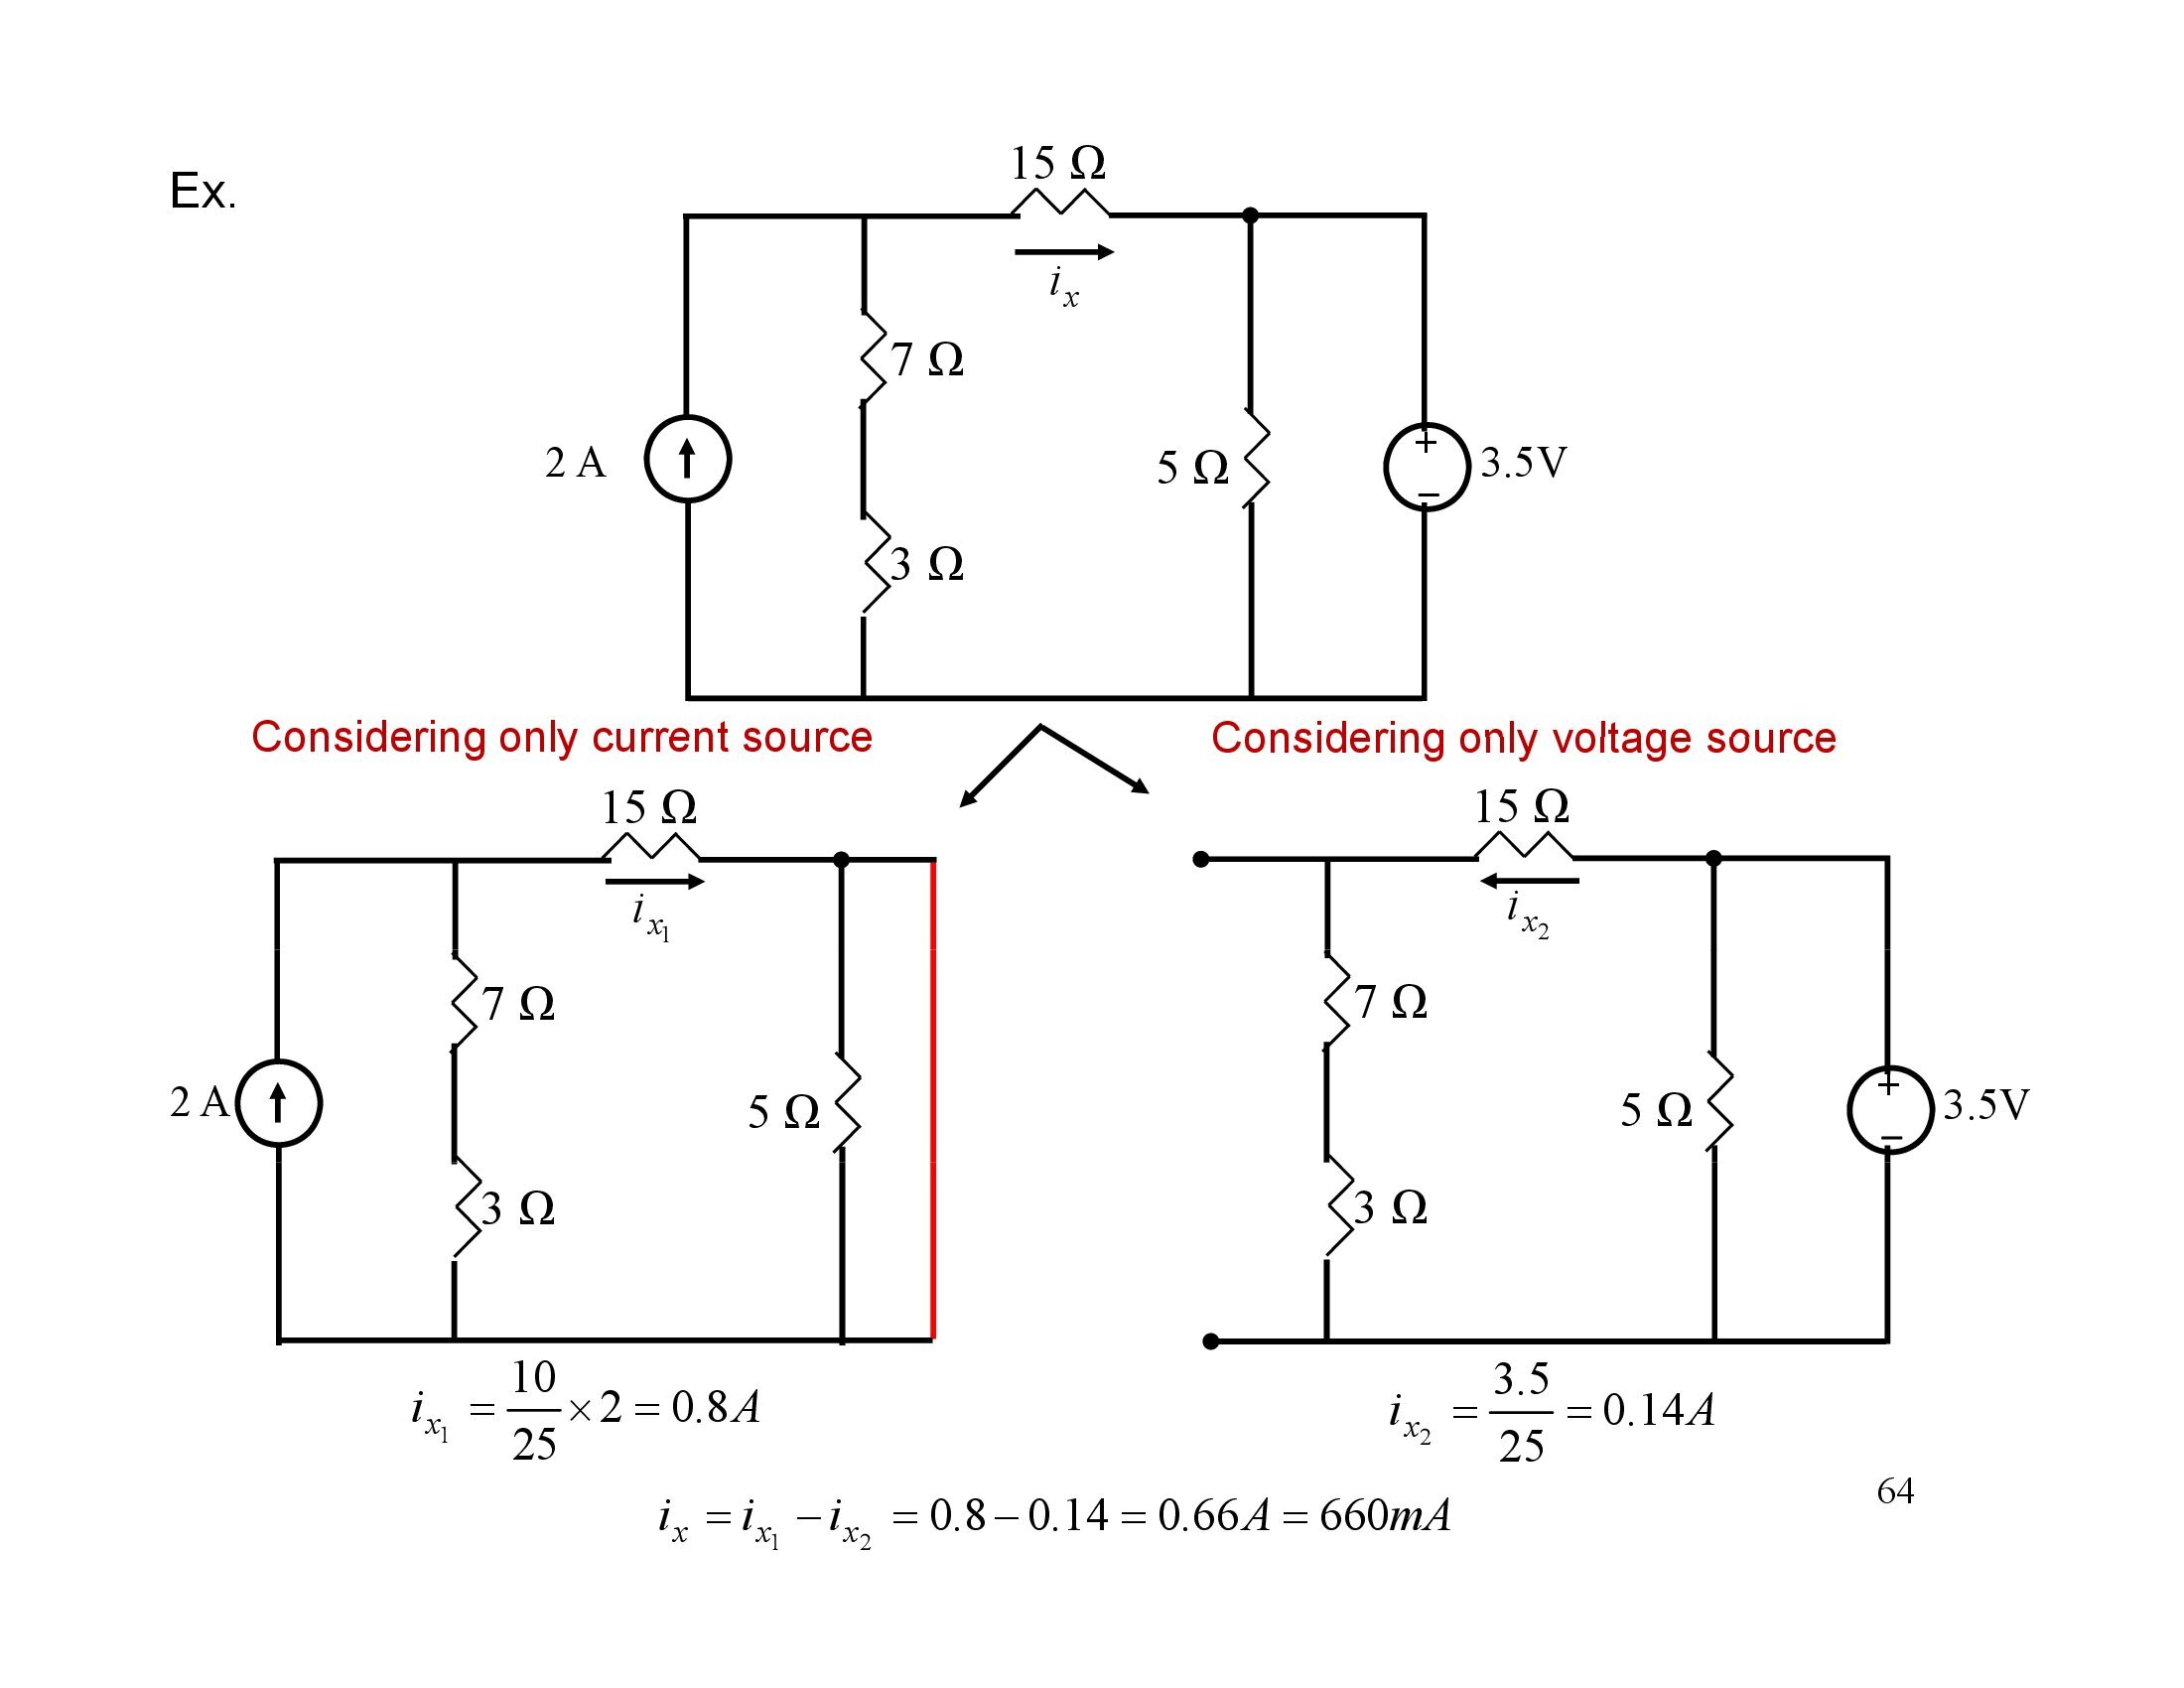 Ex.
15 Ω
i_x
7 Ω
2 A
5 Ω
+
3.5V
−
3 Ω
Considering only current source
Considering only voltage source
15 Ω
i_{x_1}
7 Ω
2 A
5 Ω
3 Ω
15 Ω
i_{x_2}
7 Ω
5 Ω
+
3.5V
−
3 Ω
i_{x_1} = 10/25 × 2 = 0.8A
i_{x_2} = 3.5/25 = 0.14A
64
i_x = i_{x_1} − i_{x_2} = 0.8 − 0.14 = 0.66A = 660mA